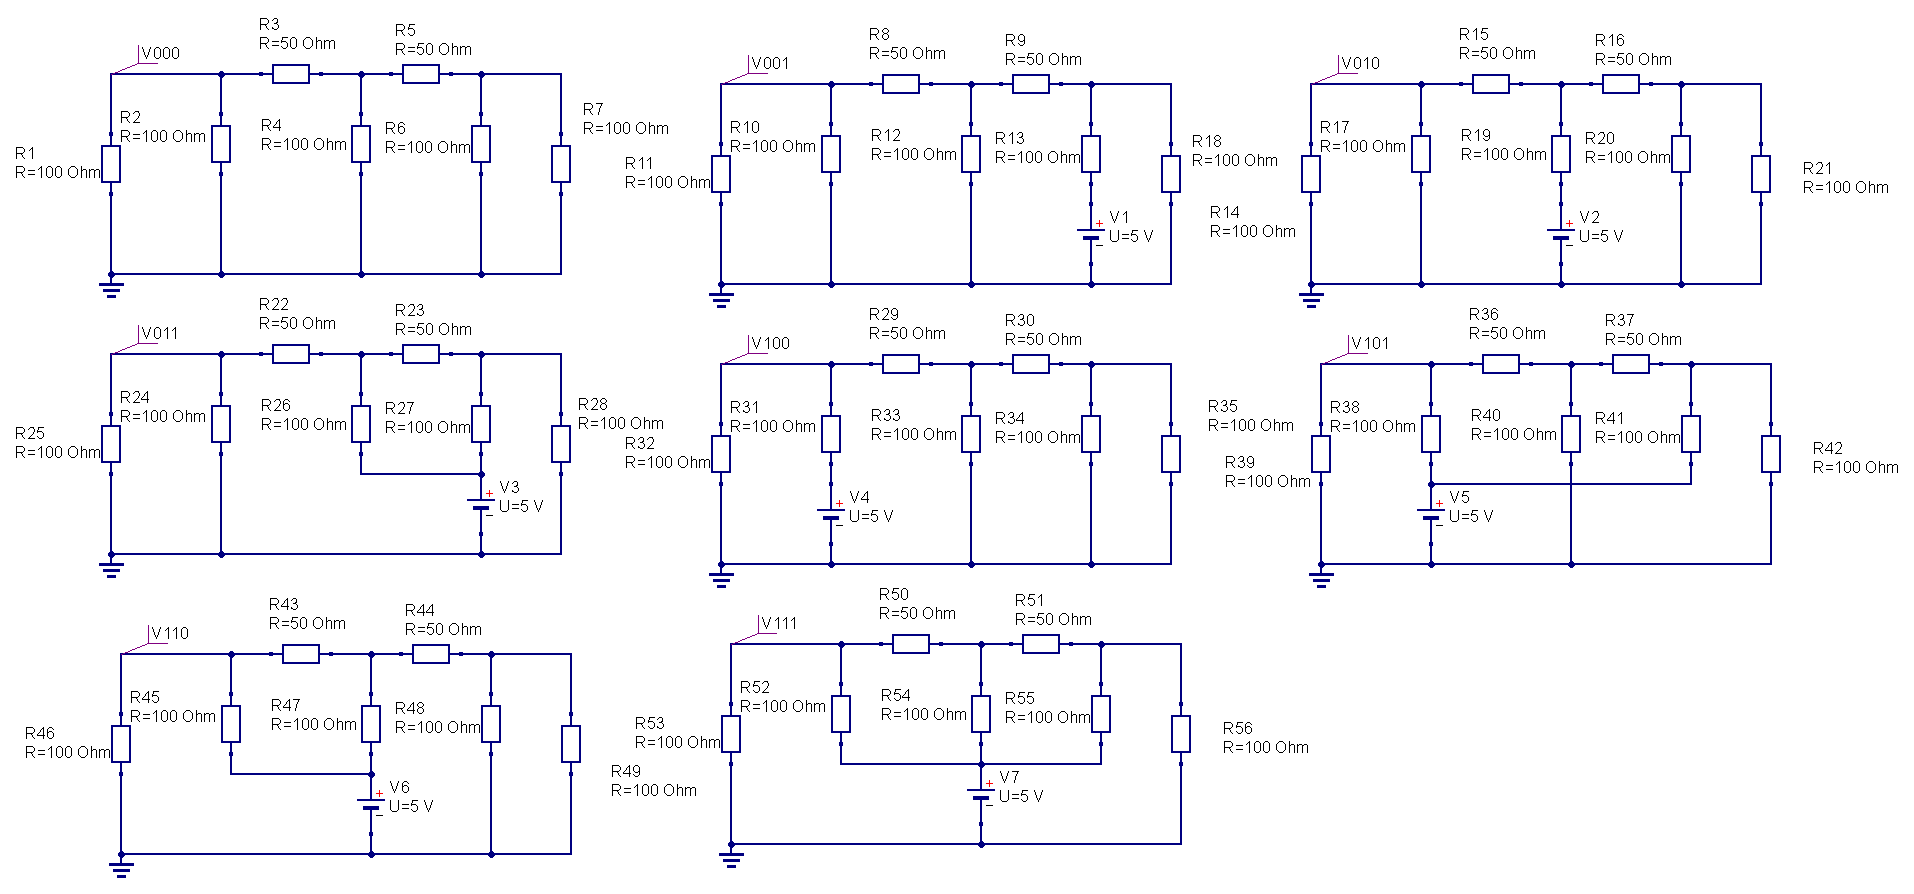 V000
R3
R=50 Ohm
R5
R=50 Ohm
R2
R=100 Ohm
R4
R=100 Ohm
R6
R=100 Ohm
R7
R=100 Ohm
R1
R=100 Ohm
V001
R8
R=50 Ohm
R9
R=50 Ohm
R10
R=100 Ohm
R12
R=100 Ohm
R13
R=100 Ohm
R18
R=100 Ohm
R11
R=100 Ohm
+
V1
U=5 V
−
V010
R15
R=50 Ohm
R16
R=50 Ohm
R17
R=100 Ohm
R19
R=100 Ohm
R20
R=100 Ohm
R21
R=100 Ohm
R14
R=100 Ohm
+
V2
U=5 V
−
V011
R22
R=50 Ohm
R23
R=50 Ohm
R24
R=100 Ohm
R26
R=100 Ohm
R27
R=100 Ohm
R28
R=100 Ohm
R25
R=100 Ohm
+
V3
U=5 V
−
V100
R29
R=50 Ohm
R30
R=50 Ohm
R31
R=100 Ohm
R33
R=100 Ohm
R34
R=100 Ohm
R35
R=100 Ohm
R32
R=100 Ohm
+
V4
U=5 V
−
V101
R36
R=50 Ohm
R37
R=50 Ohm
R38
R=100 Ohm
R40
R=100 Ohm
R41
R=100 Ohm
R42
R=100 Ohm
R39
R=100 Ohm
+
V5
U=5 V
−
V110
R43
R=50 Ohm
R44
R=50 Ohm
R45
R=100 Ohm
R47
R=100 Ohm
R48
R=100 Ohm
R46
R=100 Ohm
R49
R=100 Ohm
+
V6
U=5 V
−
V111
R50
R=50 Ohm
R51
R=50 Ohm
R52
R=100 Ohm
R54
R=100 Ohm
R55
R=100 Ohm
R53
R=100 Ohm
R56
R=100 Ohm
+
V7
U=5 V
−